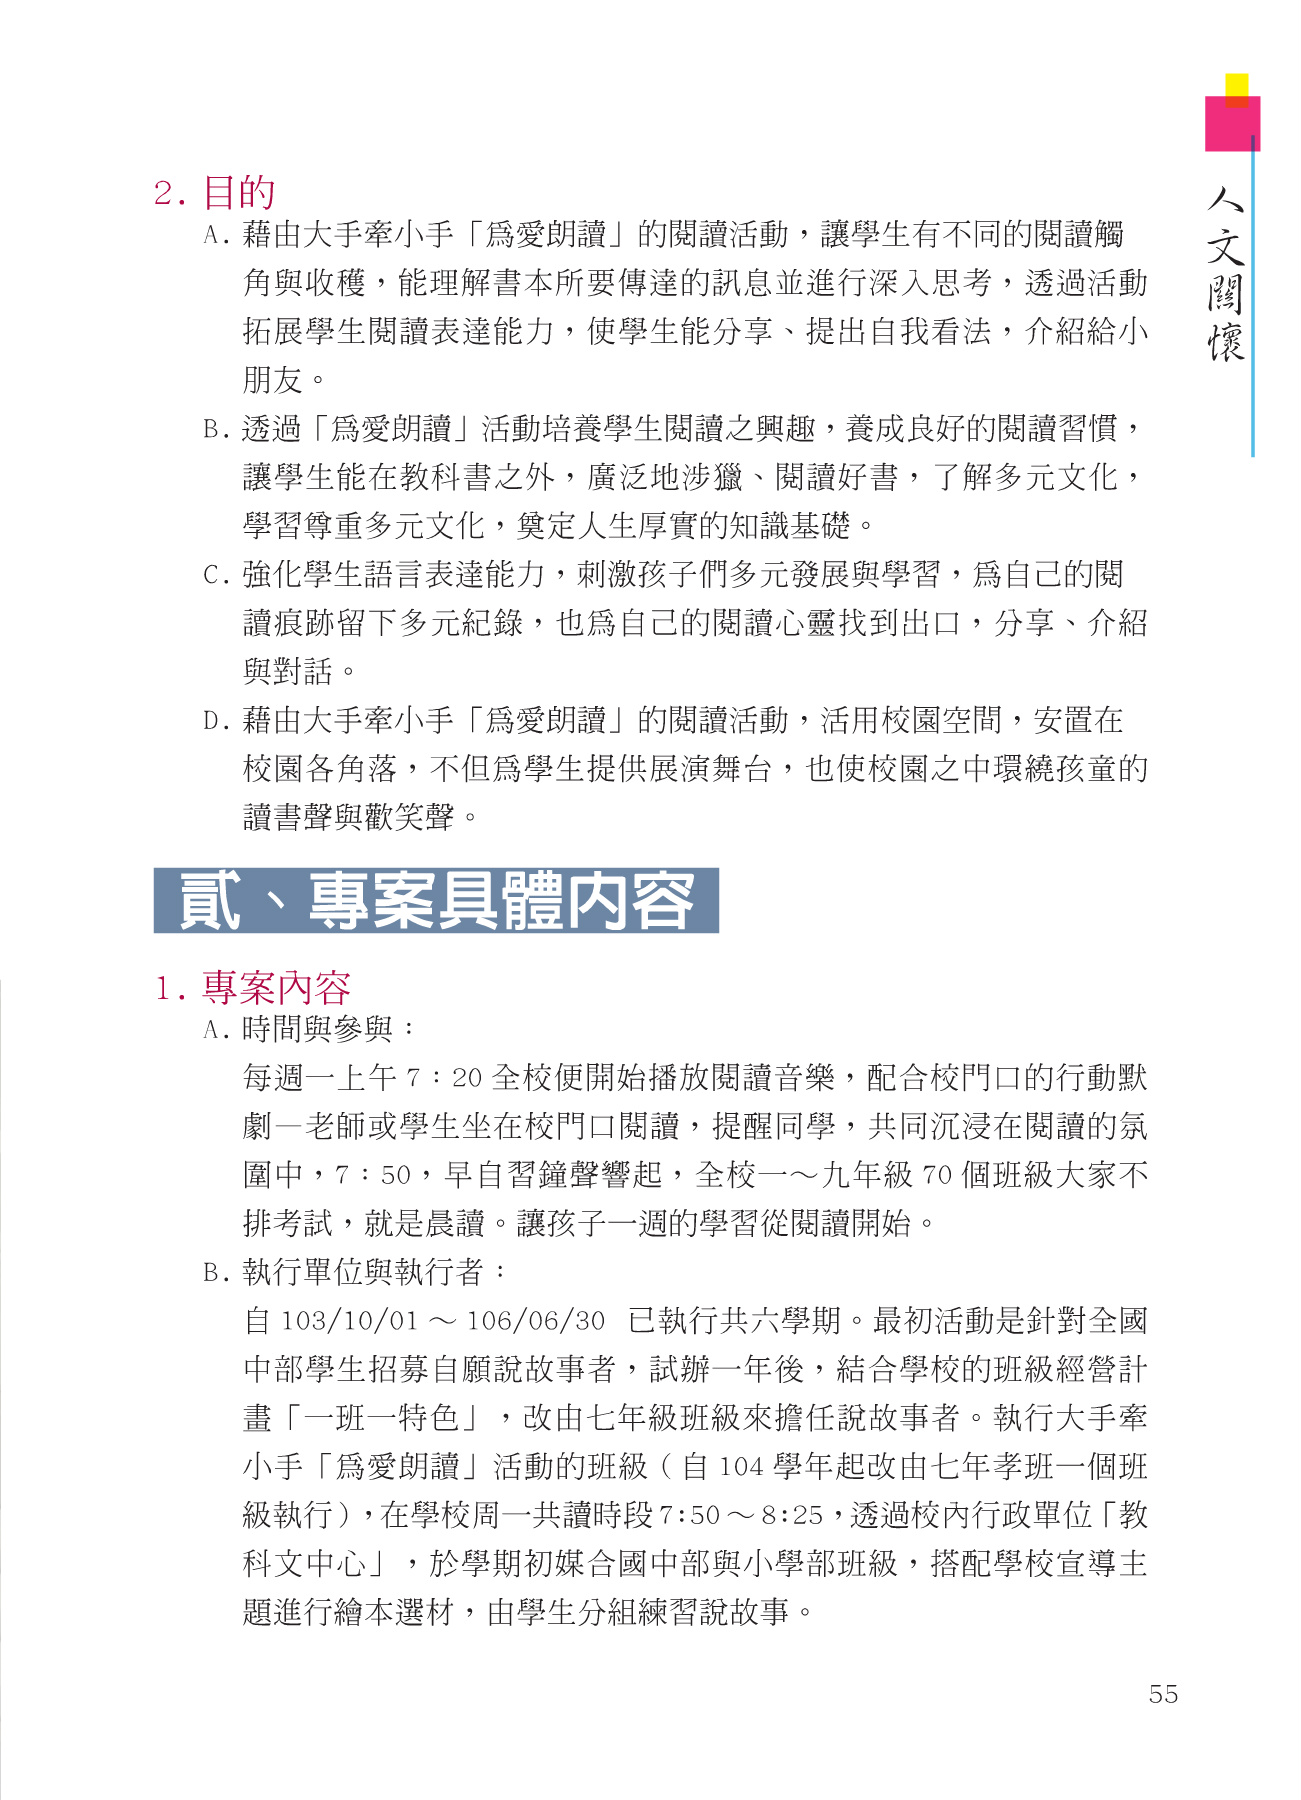 人文關懷
2. 目的
A. 藉由大手牽小手「為愛朗讀」的閱讀活動，讓學生有不同的閱讀觸
角與收穫，能理解書本所要傳達的訊息並進行深入思考，透過活動
拓展學生閱讀表達能力，使學生能分享、提出自我看法，介紹給小
朋友。
B. 透過「為愛朗讀」活動培養學生閱讀之興趣，養成良好的閱讀習慣，
讓學生能在教科書之外，廣泛地涉獵、閱讀好書，了解多元文化，
學習尊重多元文化，奠定人生厚實的知識基礎。
C. 強化學生語言表達能力，刺激孩子們多元發展與學習，為自己的閱
讀痕跡留下多元紀錄，也為自己的閱讀心靈找到出口，分享、介紹
與對話。
D. 藉由大手牽小手「為愛朗讀」的閱讀活動，活用校園空間，安置在
校園各角落，不但為學生提供展演舞台，也使校園之中環繞孩童的
讀書聲與歡笑聲。
貳、專案具體內容
1. 專案內容
A. 時間與參與：
每週一上午 7：20 全校便開始播放閱讀音樂，配合校門口的行動默
劇—老師或學生坐在校門口閱讀，提醒同學，共同沉浸在閱讀的氛
圍中，7：50，早自習鐘聲響起，全校一～九年級 70 個班級大家不
排考試，就是晨讀。讓孩子一週的學習從閱讀開始。
B. 執行單位與執行者：
自 103/10/01 ～ 106/06/30 已執行共六學期。最初活動是針對全國
中部學生招募自願說故事者，試辦一年後，結合學校的班級經營計
畫「一班一特色」，改由七年級班級來擔任說故事者。執行大手牽
小手「為愛朗讀」活動的班級（自 104 學年起改由七年孝班一個班
級執行），在學校周一共讀時段 7:50 ～ 8:25，透過校內行政單位「教
科文中心」，於學期初媒合國中部與小學部班級，搭配學校宣導主
題進行繪本選材，由學生分組練習說故事。
55